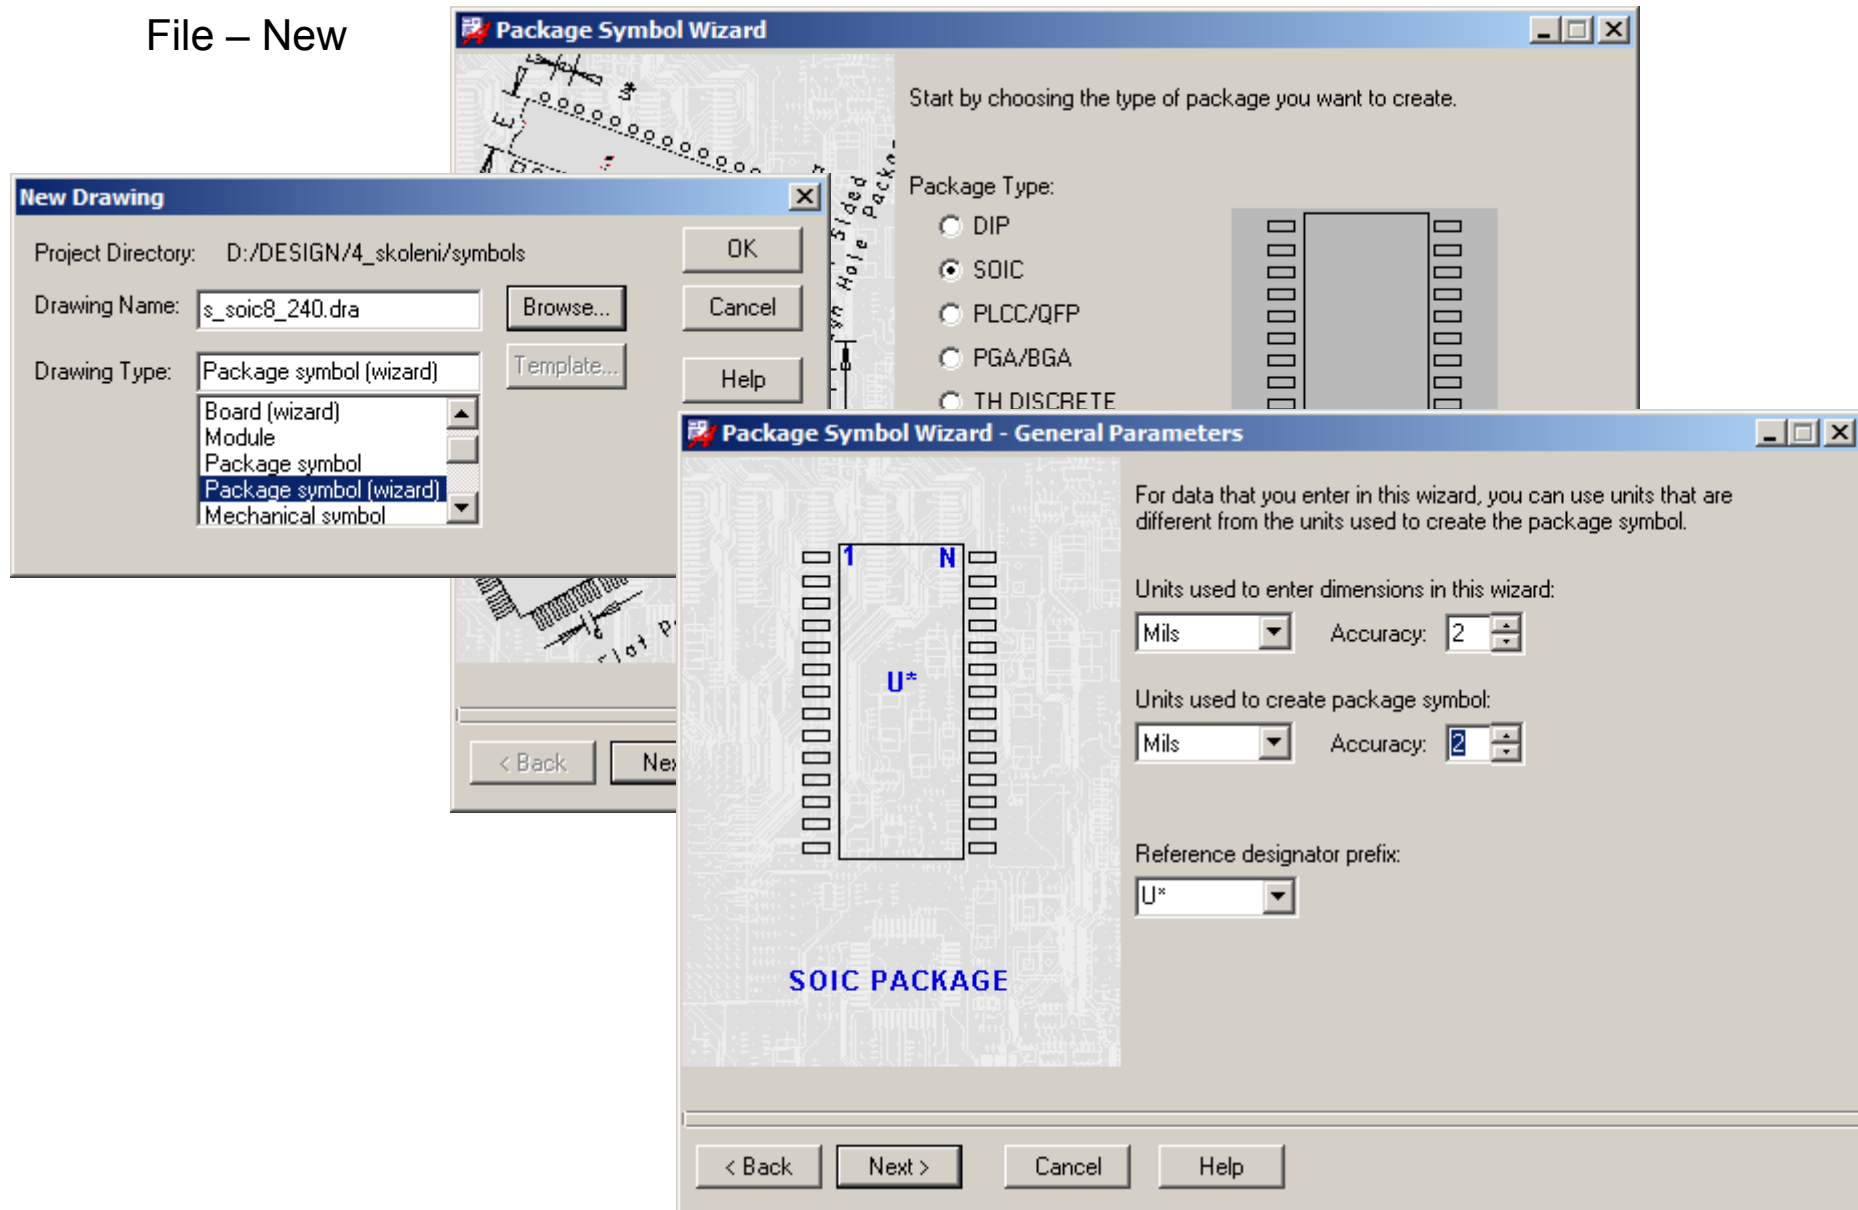 File – New
Package Symbol Wizard
Start by choosing the type of package you want to create.
Package Type:
DIP
SOIC
PLCC/QFP
PGA/BGA
TH DISCRETE
E
New Drawing
Project Directory: D:/DESIGN/4_skoleni/symbols
OK
Drawing Name: s_soic8_240.dra
Browse...
Cancel
Drawing Type: Package symbol (wizard)
Template...
Help
Board (wizard)
Module
Package symbol
Package symbol (wizard)
Mechanical symbol
< Back
Package Symbol Wizard - General Parameters
For data that you enter in this wizard, you can use units that are
different from the units used to create the package symbol.
1 N
U*
SOIC PACKAGE
Units used to enter dimensions in this wizard:
Mils Accuracy: 2
Units used to create package symbol:
Mils Accuracy: 2
Reference designator prefix:
U*
< Back Next > Cancel Help